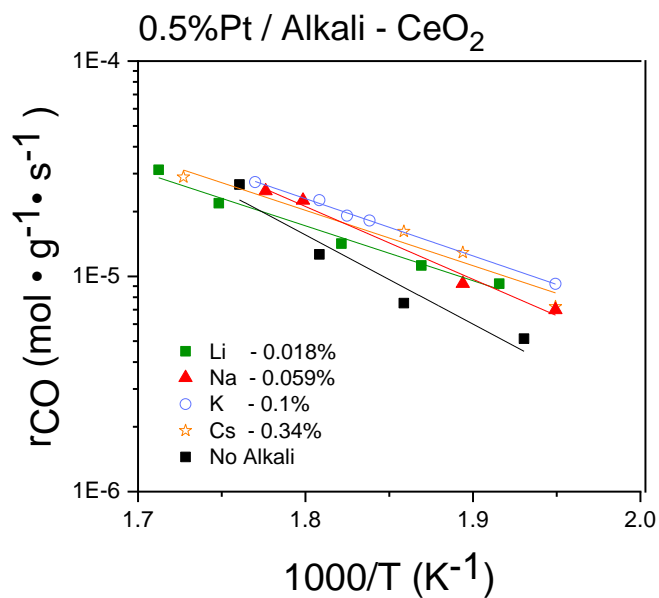 0.5%Pt / Alkali - CeO₂
1E-4
1E-5
1E-6
rCO (mol • g⁻¹• s⁻¹)
Li - 0.018%
Na - 0.059%
K - 0.1%
Cs - 0.34%
No Alkali
1.7 1.8 1.9 2.0
1000/T (K⁻¹)